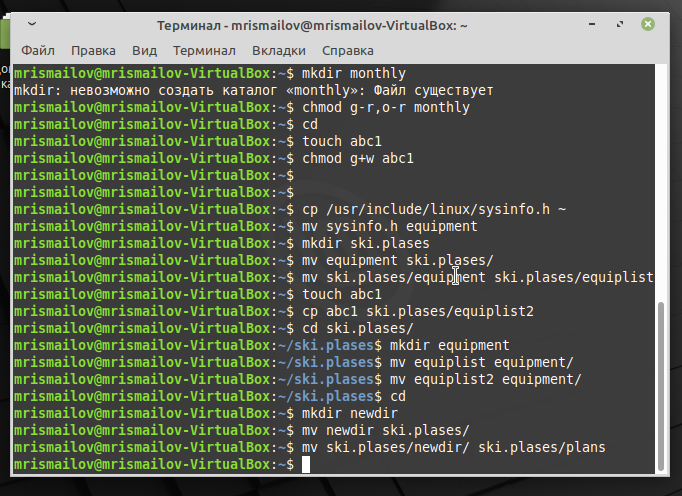 Терминал - mrismailov@mrismailov-VirtualBox: ~
Файл Правка Вид Терминал Вкладки Справка
mrismailov@mrismailov-VirtualBox:~$ mkdir monthly
mkdir: невозможно создать каталог «monthly»: Файл существует
mrismailov@mrismailov-VirtualBox:~$ chmod g-r,o-r monthly
mrismailov@mrismailov-VirtualBox:~$ cd
mrismailov@mrismailov-VirtualBox:~$ touch abc1
mrismailov@mrismailov-VirtualBox:~$ chmod g+w abc1
mrismailov@mrismailov-VirtualBox:~$
mrismailov@mrismailov-VirtualBox:~$
mrismailov@mrismailov-VirtualBox:~$ cp /usr/include/linux/sysinfo.h ~
mrismailov@mrismailov-VirtualBox:~$ mv sysinfo.h equipment
mrismailov@mrismailov-VirtualBox:~$ mkdir ski.plases
mrismailov@mrismailov-VirtualBox:~$ mv equipment ski.plases/
mrismailov@mrismailov-VirtualBox:~$ mv ski.plases/equipment ski.plases/equiplist
mrismailov@mrismailov-VirtualBox:~$ touch abc1
mrismailov@mrismailov-VirtualBox:~$ cp abc1 ski.plases/equiplist2
mrismailov@mrismailov-VirtualBox:~$ cd ski.plases/
mrismailov@mrismailov-VirtualBox:~/ski.plases$ mkdir equipment
mrismailov@mrismailov-VirtualBox:~/ski.plases$ mv equiplist equipment/
mrismailov@mrismailov-VirtualBox:~/ski.plases$ mv equiplist2 equipment/
mrismailov@mrismailov-VirtualBox:~/ski.plases$ cd
mrismailov@mrismailov-VirtualBox:~$ mkdir newdir
mrismailov@mrismailov-VirtualBox:~$ mv newdir ski.plases/
mrismailov@mrismailov-VirtualBox:~$ mv ski.plases/newdir/ ski.plases/plans
mrismailov@mrismailov-VirtualBox:~$